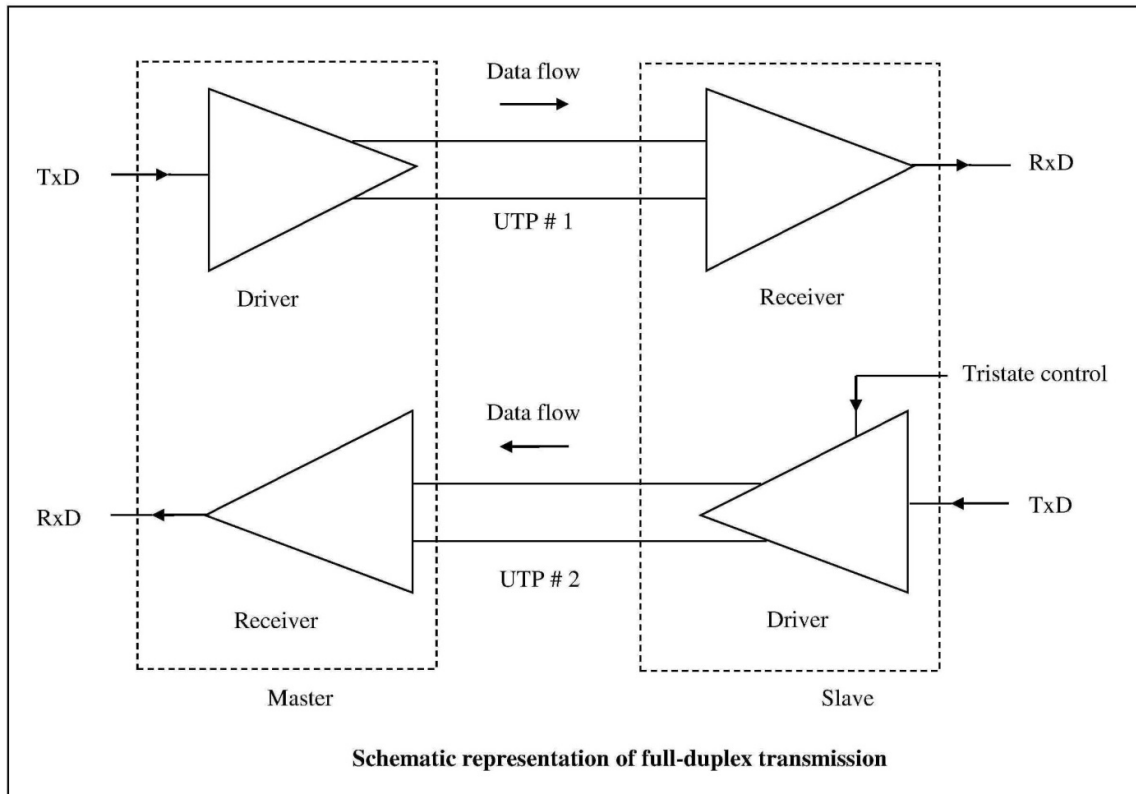 Data flow
TxD
RxD
UTP # 1
Driver
Receiver
Tristate control
Data flow
RxD
TxD
UTP # 2
Receiver
Driver
Master
Slave
Schematic representation of full-duplex transmission